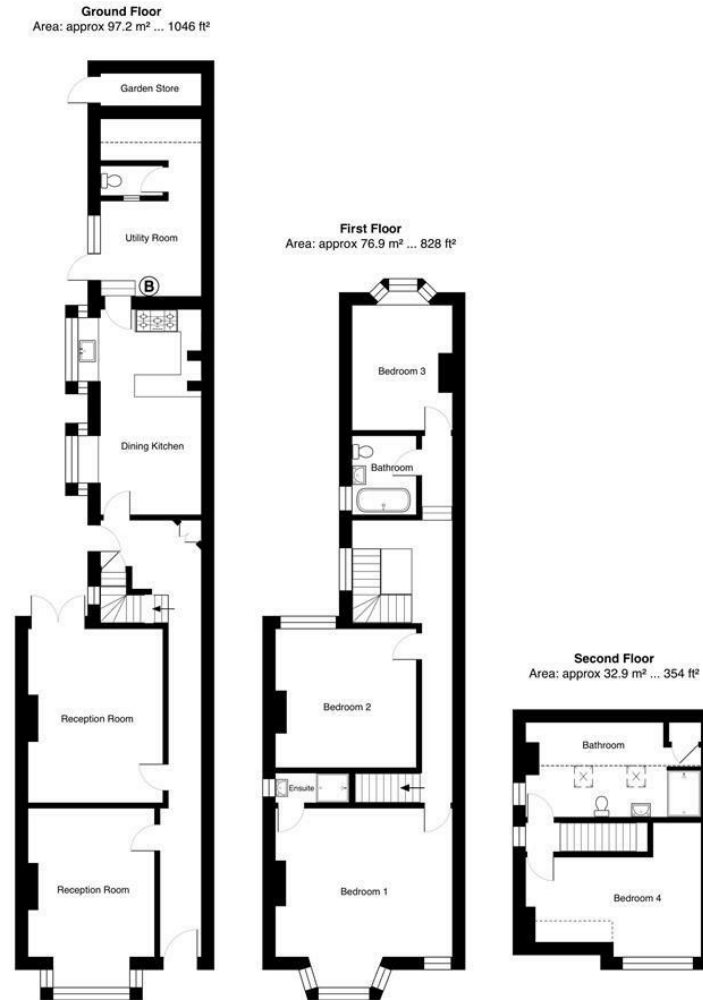 Ground Floor
Area: approx 97.2 m² ... 1046 ft²
Garden Store
Utility Room
B
Dining Kitchen
Reception Room
Reception Room
First Floor
Area: approx 76.9 m² ... 828 ft²
Bedroom 3
Bathroom
Bedroom 2
Ensuite
Bedroom 1
Second Floor
Area: approx 32.9 m² ... 354 ft²
Bathroom
Bedroom 4